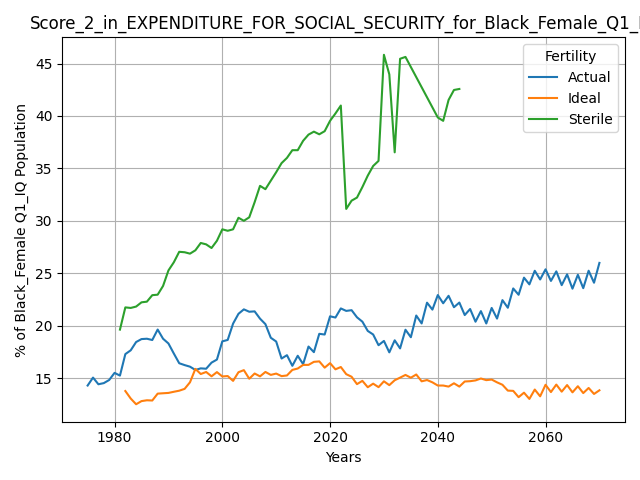 Score_2_in_EXPENDITURE_FOR_SOCIAL_SECURITY_for_Black_Female_Q1_
Fertility
Actual
Ideal
Sterile
% of Black_Female Q1_IQ Population
45
40
35
30
25
20
15
1980
2000
2020
2040
2060
Years